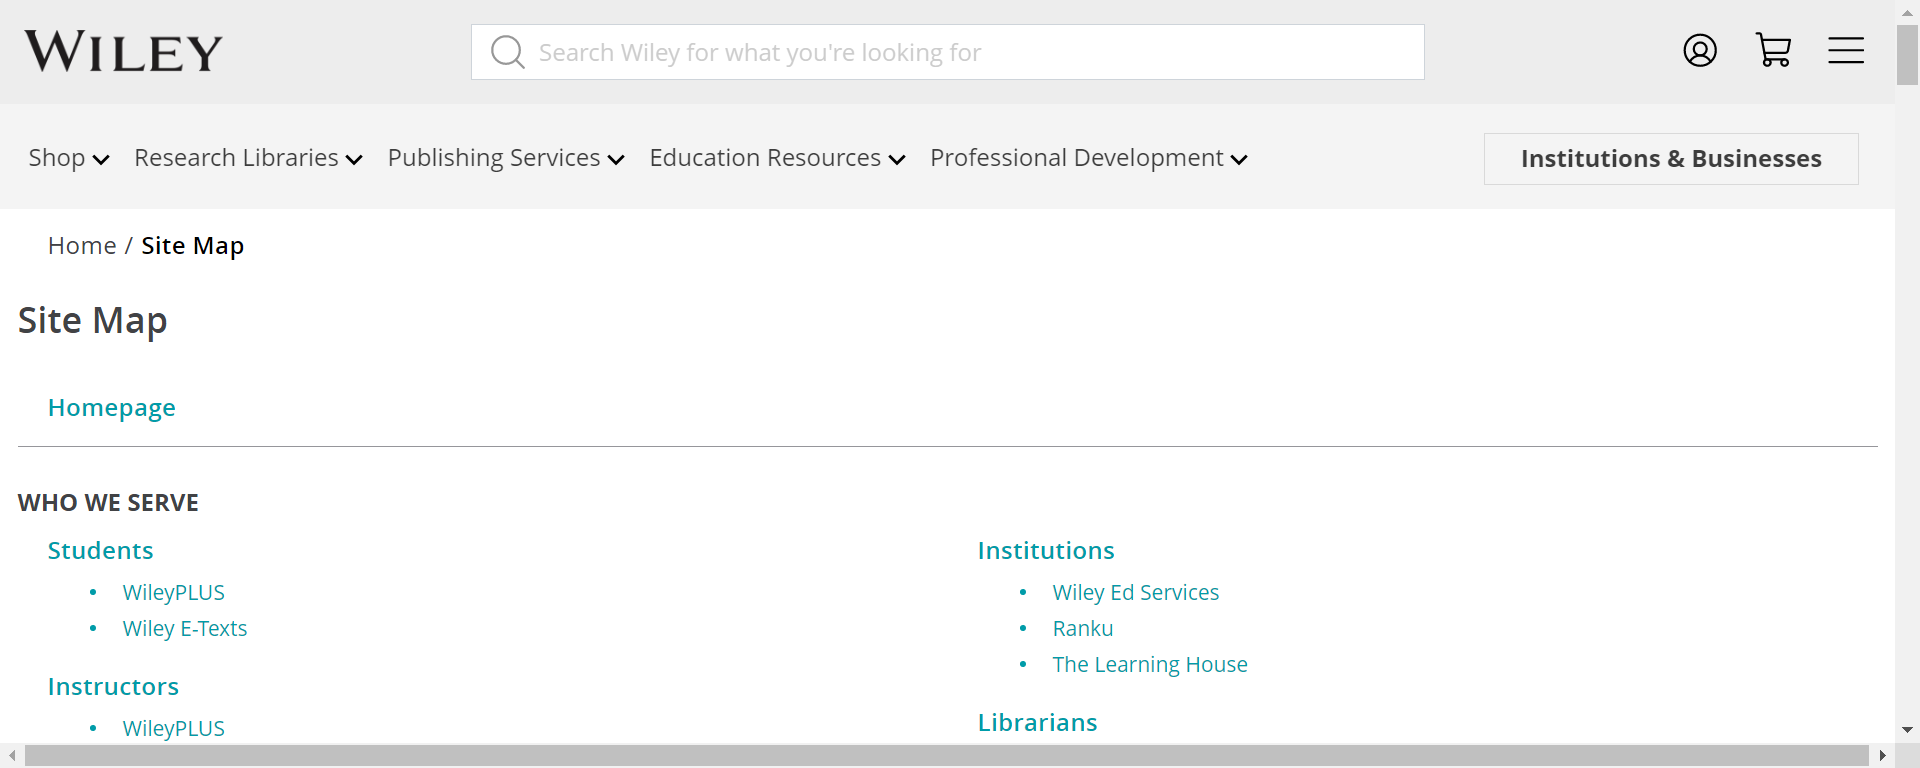 WILEY
Search Wiley for what you're looking for
Shop Research Libraries Publishing Services Education Resources Professional Development Institutions & Businesses
Home / Site Map
Site Map
Homepage
WHO WE SERVE
Students
• WileyPLUS
• Wiley E-Texts
Instructors
• WileyPLUS
Institutions
• Wiley Ed Services
• Ranku
• The Learning House
Librarians